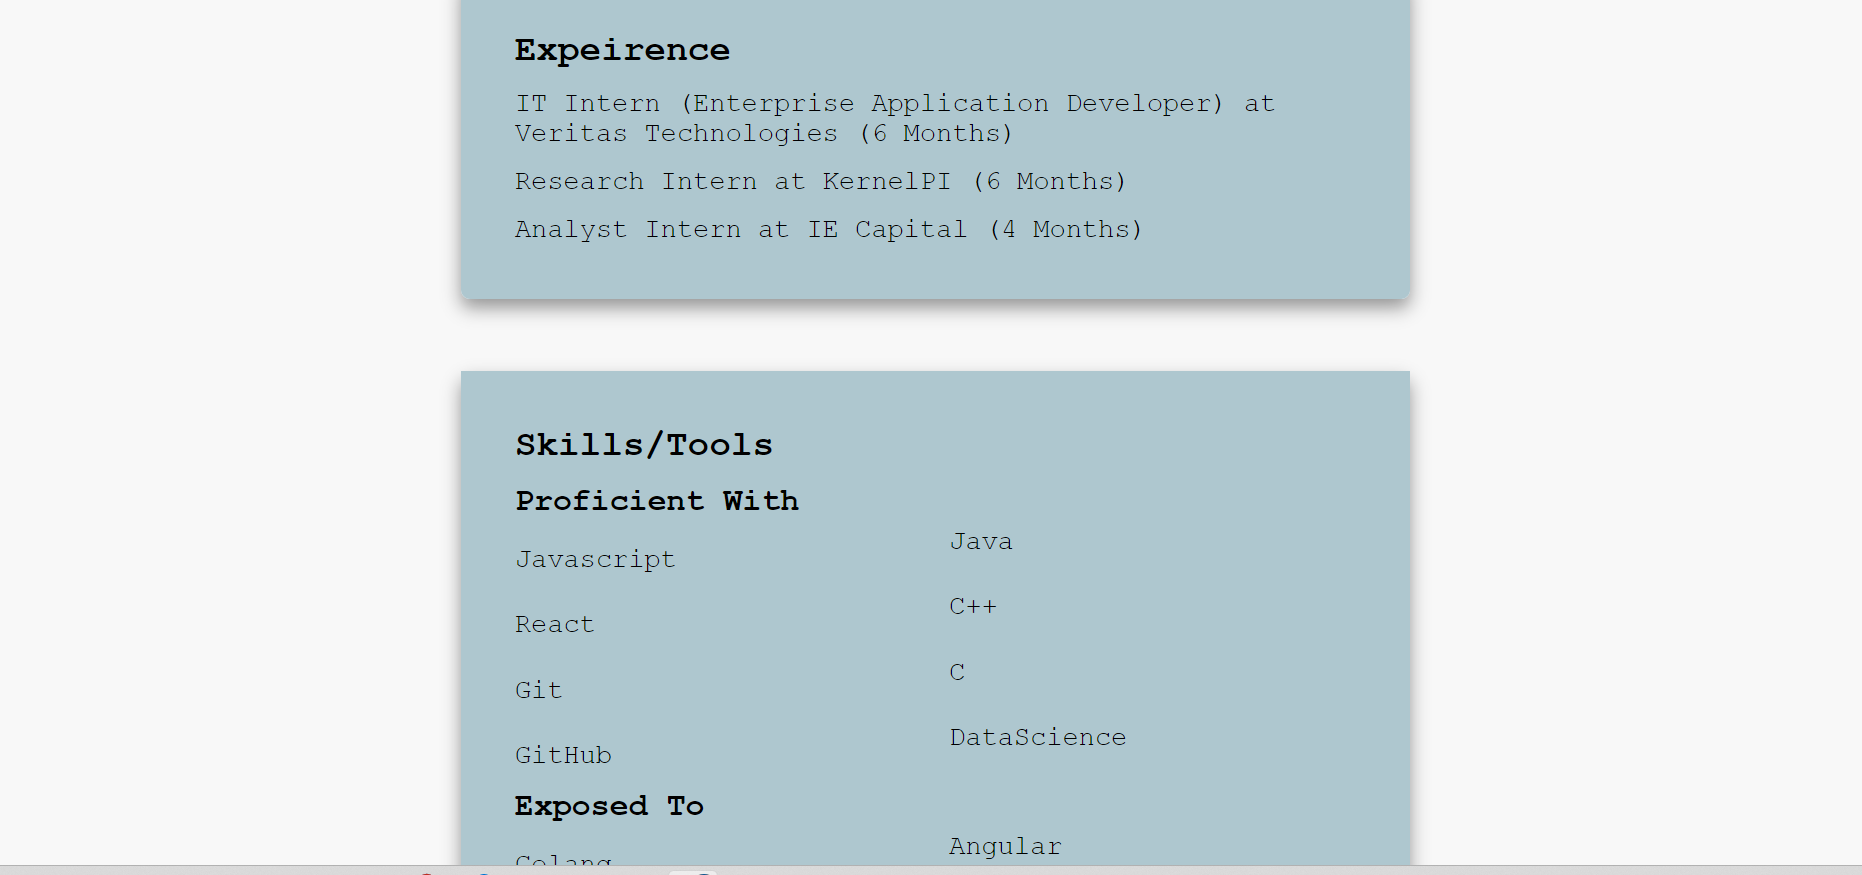 Expeirence
IT Intern (Enterprise Application Developer) at
Veritas Technologies (6 Months)
Research Intern at KernelPI (6 Months)
Analyst Intern at IE Capital (4 Months)
Skills/Tools
Proficient With
Javascript
React
Git
GitHub
Java
C++
C
DataScience
Exposed To
Golang
Angular